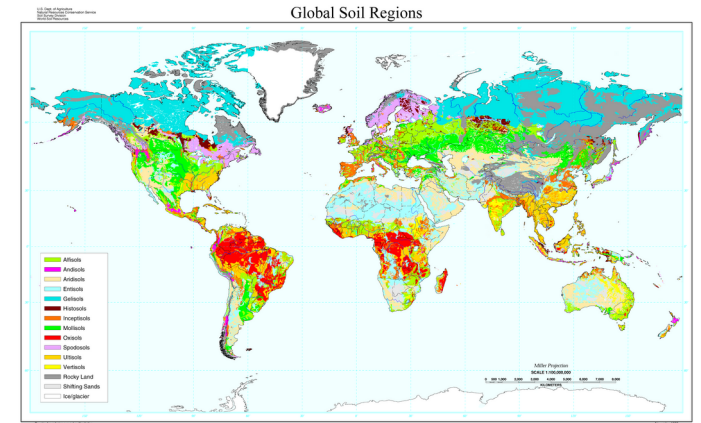 U.S. Dept. of Agriculture
Natural Resources Conservation Service
Soil Survey Division
World Soil Resources
Global Soil Regions
Alfisols
Andisols
Aridisols
Entisols
Gelisols
Histosols
Inceptisols
Mollisols
Oxisols
Spodosols
Ultisols
Vertisols
Rocky Land
Shifting Sands
Ice/glacier
Miller Projection
SCALE 1:100,000,000
KILOMETERS